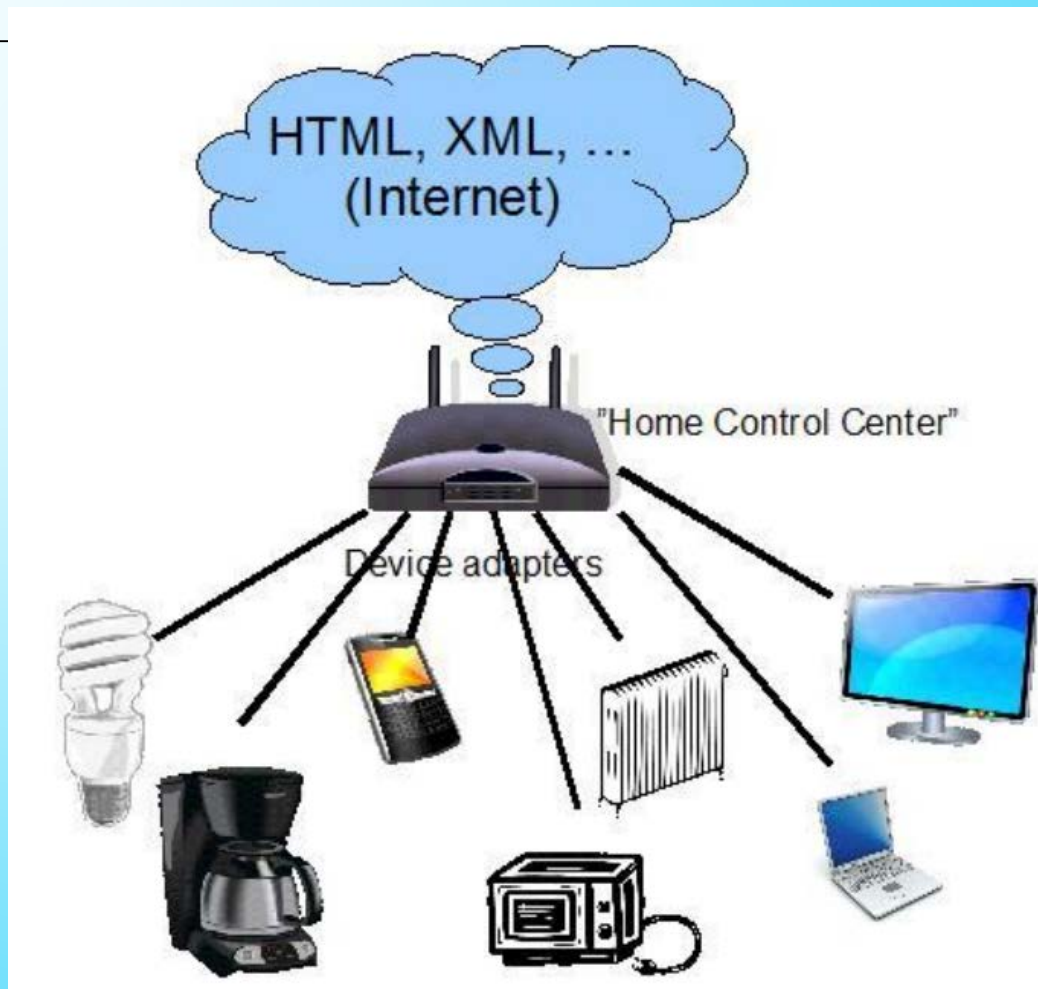 HTML, XML, ...
(Internet)
"Home Control Center"
Device adapters